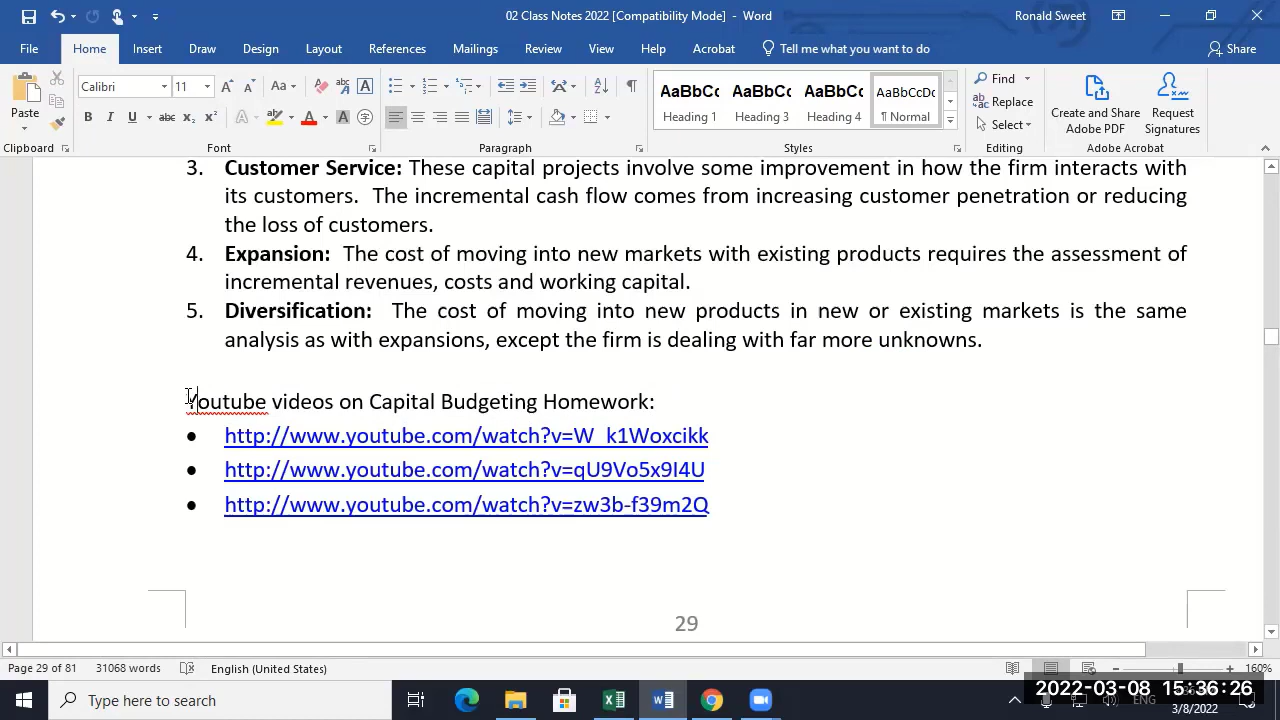 02 Class Notes 2022 [Compatibility Mode] - Word
Ronald Sweet
File Home Insert Draw Design Layout References Mailings Review View Help Acrobat Tell me what you want to do Share
Calibri 11
Paste
Clipboard
Font
Paragraph
AaBbCc AaBbCc AaBbCc AaBbCcDc
Heading 1 Heading 3 Heading 4 ¶ Normal
Styles
Find
Replace
Select
Editing
Create and Share
Adobe PDF
Request
Signatures
Adobe Acrobat
3. Customer Service: These capital projects involve some improvement in how the firm interacts with
its customers. The incremental cash flow comes from increasing customer penetration or reducing
the loss of customers.
4. Expansion: The cost of moving into new markets with existing products requires the assessment of
incremental revenues, costs and working capital.
5. Diversification: The cost of moving into new products in new or existing markets is the same
analysis as with expansions, except the firm is dealing with far more unknowns.
Youtube videos on Capital Budgeting Homework:
• http://www.youtube.com/watch?v=W_k1Woxcikk
• http://www.youtube.com/watch?v=qU9Vo5x9I4U
• http://www.youtube.com/watch?v=zw3b-f39m2Q
29
Page 29 of 81 31068 words English (United States) 160%
Type here to search
ENG
2022-03-08 15:36:26
3/8/2022